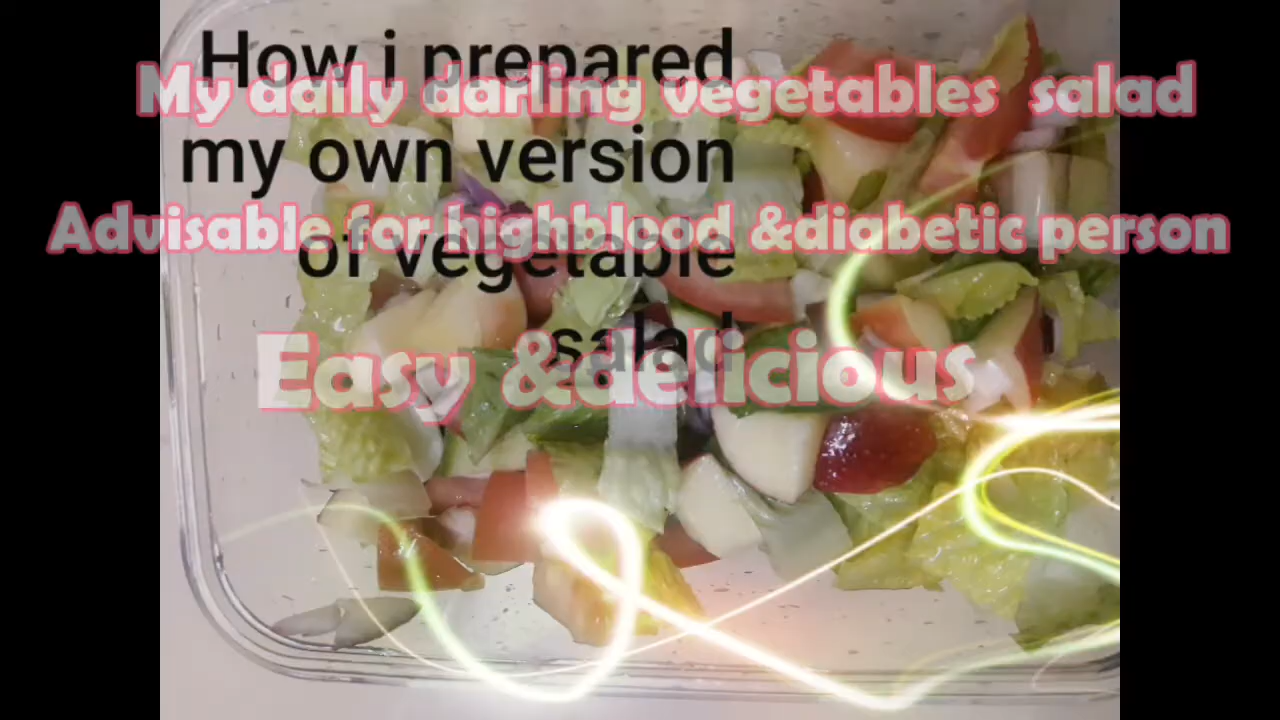 How i prepared
my own version
of vegetable
salad
My daily darling vegetables salad
Advisable for highblood &diabetic person
Easy &delicious